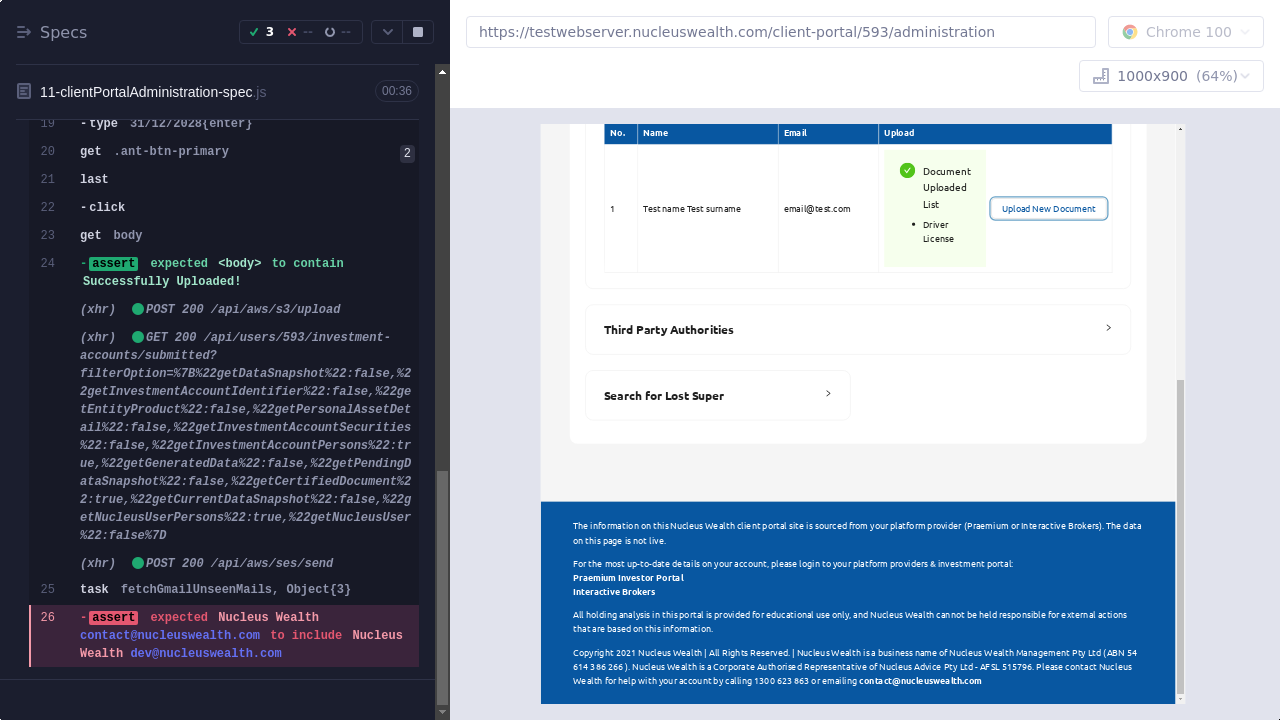 Specs
3
--
--
11-clientPortalAdministration-spec.js
00:36
19 -type 31/12/2028{enter}
20 get .ant-btn-primary 2
21 last
22 -click
23 get body
24 -assert expected <body> to contain
Successfully Uploaded!
(xhr) POST 200 /api/aws/s3/upload
(xhr) GET 200 /api/users/593/investment-
accounts/submitted?
filterOption=%7B%22getDataSnapshot%22:false,%2
2getInvestmentAccountIdentifier%22:false,%22ge
tEntityProduct%22:false,%22getPersonalAssetDet
ail%22:false,%22getInvestmentAccountSecurities
%22:false,%22getInvestmentAccountPersons%22:tr
ue,%22getGeneratedData%22:false,%22getPendingD
ataSnapshot%22:false,%22getCertifiedDocument%2
2:true,%22getCurrentDataSnapshot%22:false,%22g
etNucleusUserPersons%22:true,%22getNucleusUser
%22:false%7D
(xhr) POST 200 /api/aws/ses/send
25 task fetchGmailUnseenMails, Object{3}
26 -assert expected Nucleus Wealth
contact@nucleuswealth.com to include Nucleus
Wealth dev@nucleuswealth.com
https://testwebserver.nucleuswealth.com/client-portal/593/administration
Chrome 100
1000x900 (64%)
No. Name Email Upload
1 Test name Test surname email@test.com
Document
Uploaded
List
• Driver
License
Upload New Document
Third Party Authorities
Search for Lost Super
The information on this Nucleus Wealth client portal site is sourced from your platform provider (Praemium or Interactive Brokers). The data
on this page is not live.
For the most up-to-date details on your account, please login to your platform providers & investment portal:
Praemium Investor Portal
Interactive Brokers
All holding analysis in this portal is provided for educational use only, and Nucleus Wealth cannot be held responsible for external actions
that are based on this information.
Copyright 2021 Nucleus Wealth | All Rights Reserved. | Nucleus Wealth is a business name of Nucleus Wealth Management Pty Ltd (ABN 54
614 386 266 ). Nucleus Wealth is a Corporate Authorised Representative of Nucleus Advice Pty Ltd - AFSL 515796. Please contact Nucleus
Wealth for help with your account by calling 1300 623 863 or emailing contact@nucleuswealth.com